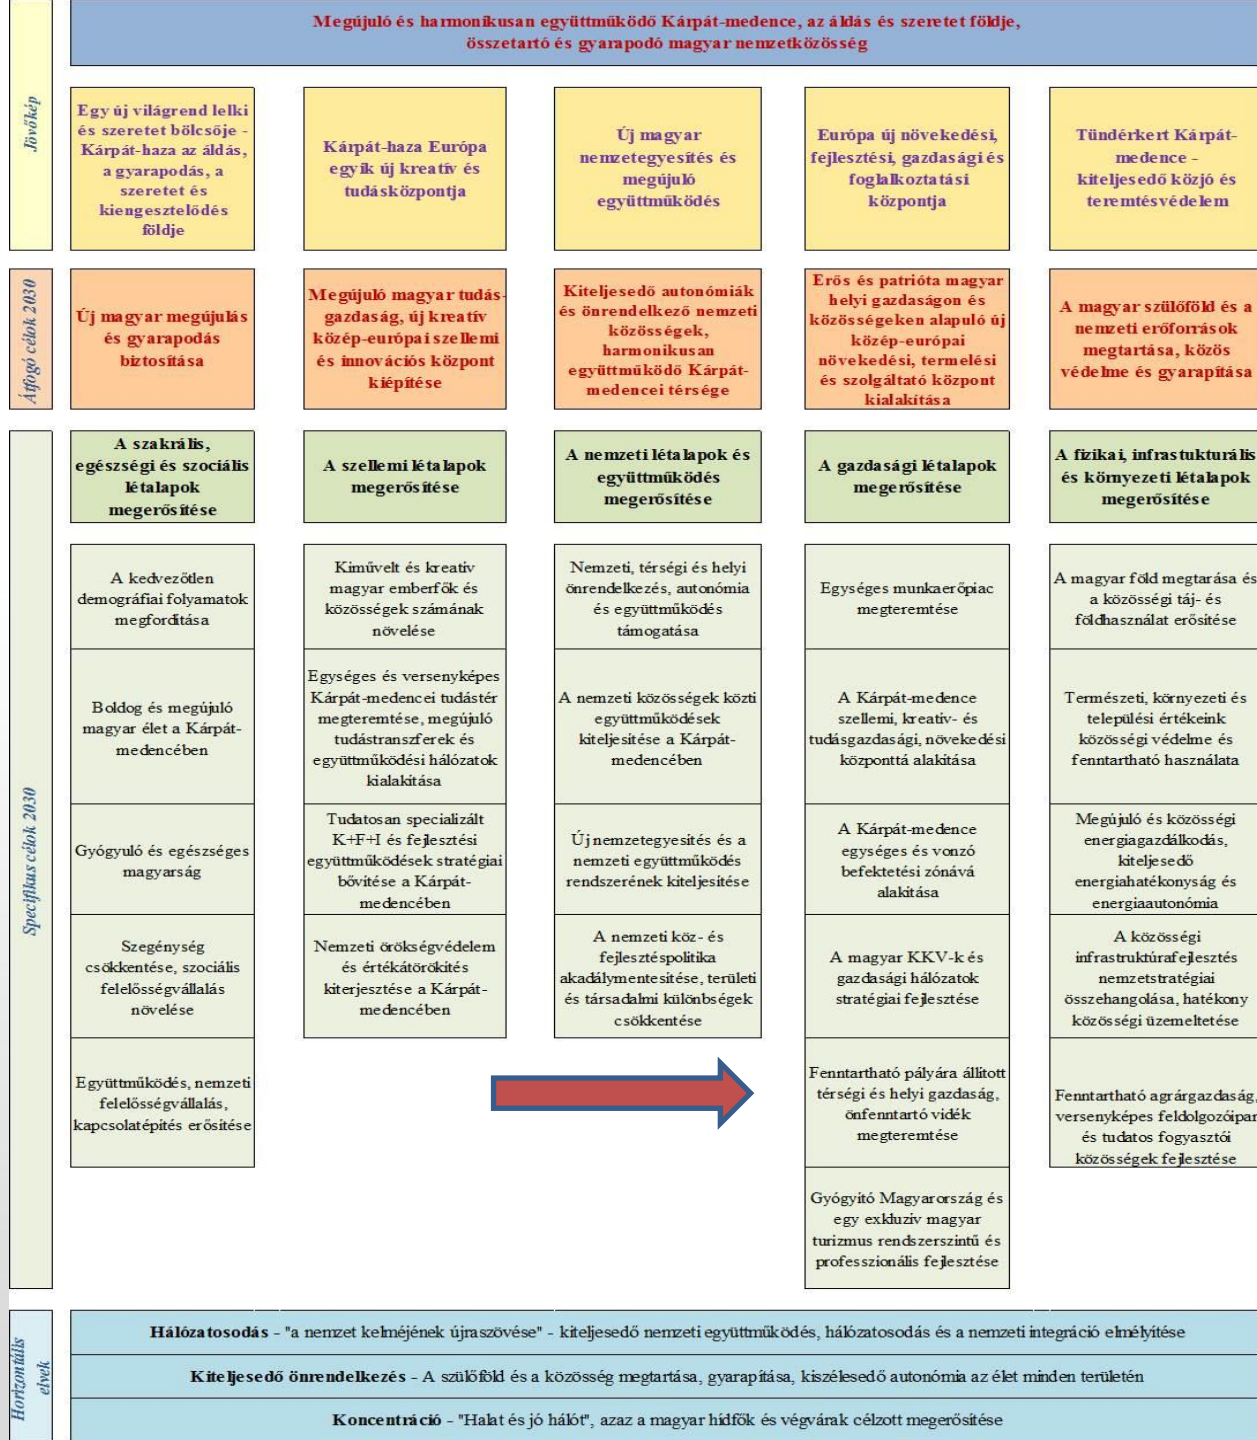 Megújuló és harmonikusan együttműködő Kárpát-medence, az áldás és szeretet földje,
összetartó és gyarapodó magyar nemzetközösség
Jövőkép
Egy új világrend lelki
és szeretet bölcsője -
Kárpát-haza az áldás,
a gyarapodás, a
szeretet és
kiengesztelődés
földje
Kárpát-haza Európa
egyik új kreatív és
tudásközpontja
Új magyar
nemzetegyesítés és
megújuló
együttműködés
Európa új növekedési,
fejlesztési, gazdasági és
foglalkoztatási
központja
Tündérkert Kárpát-
medence -
kiteljesedő közjó és
teremtésvédelem
Átfogó célok 2030
Új magyar megújulás
és gyarapodás
biztosítása
Megújuló magyar tudás-
gazdaság, új kreatív
közép-európai szellemi
és innovációs központ
kiépítése
Kiteljesedő autonómiák
és önrendelkező nemzeti
közösségek,
harmonikusan
együttműködő Kárpát-
medencei térsége
Erős és patrióta magyar
helyi gazdaságon és
közösségeken alapuló új
közép-európai
növekedési, termelési
és szolgáltató központ
kialakítása
A magyar szülőföld és a
nemzeti erőforrások
megtartása, közös
védelme és gyarapítása
Specifikus célok 2030
A szakrális,
egészségi és szociális
létalapok
megerősítése
A szellemi létalapok
megerősítése
A nemzeti létalapok és
együttműködés
megerősítése
A gazdasági létalapok
megerősítése
A fizikai, infrastukturális
és környezeti létalapok
megerősítése
A kedvezőtlen
demográfiai folyamatok
megfordítása
Kiművelt és kreatív
magyar emberfők és
közösségek számának
növelése
Nemzeti, térségi és helyi
önrendelkezés, autonómia
és együttműködés
támogatása
Egységes munkaerőpiac
megteremtése
A magyar föld megtarása és
a közösségi táj- és
földhasználat erősítése
Boldog és megújuló
magyar élet a Kárpát-
medencében
Egységes és versenyképes
Kárpát-medencei tudástér
megteremtése, megújuló
tudástranszferek és
együttműködési hálózatok
kialakítása
A nemzeti közösségek közti
együttműködések
kiteljesítése a Kárpát-
medencében
A Kárpát-medence
szellemi, kreatív- és
tudásgazdasági, növekedési
központtá alakítása
Természeti, környezeti és
települési értékeink
közösségi védelme és
fenntartható használata
Gyógyuló és egészséges
magyarság
Tudatosan specializált
K+F+I és fejlesztési
együttműködések stratégiai
bővítése a Kárpát-
medencében
Új nemzetegyesítés és a
nemzeti együttműködés
rendszerének kiteljesítése
A Kárpát-medence
egységes és vonzó
befektetési zónává
alakítása
Megújuló és közösségi
energiagazdálkodás,
kiteljesedő
energiahatékonyság és
energiaautonómia
Szegénység
csökkentése, szociális
felelősségvállalás
növelése
Nemzeti örökségvédelem
és értékátörökítés
kiterjesztése a Kárpát-
medencében
A nemzeti köz- és
fejlesztéspolitika
akadálymentesítése, területi
és társadalmi különbségek
csökkentése
A magyar KKV-k és
gazdasági hálózatok
stratégiai fejlesztése
A közösségi
infrastruktúrafejlesztés
nemzetstratégiai
összehangolása, hatékony
közösségi üzemeltetése
Együttműködés, nemzeti
felelősségvállalás,
kapcsolatépítés erősítése
Fenntartható pályára állított
térségi és helyi gazdaság,
önfenntartó vidék
megteremtése
Fenntartható agrárgazdaság,
versenyképes feldolgozóipar
és tudatos fogyasztói
közösségek fejlesztése
Gyógyító Magyarország és
egy exkluzív magyar
turizmus rendszerszintű és
professzionális fejlesztése
Horizontális
elvek
Hálózatosodás - "a nemzet kelméjének újraszövése" - kiteljesedő nemzeti együttműködés, hálózatosodás és a nemzeti integráció elmélyítése
Kiteljesedő önrendelkezés - A szülőföld és a közösség megtartása, gyarapítása, kiszélesedő autonómia az élet minden területén
Koncentráció - "Halat és jó hálót", azaz a magyar hídfők és végvárak célzott megerősítése